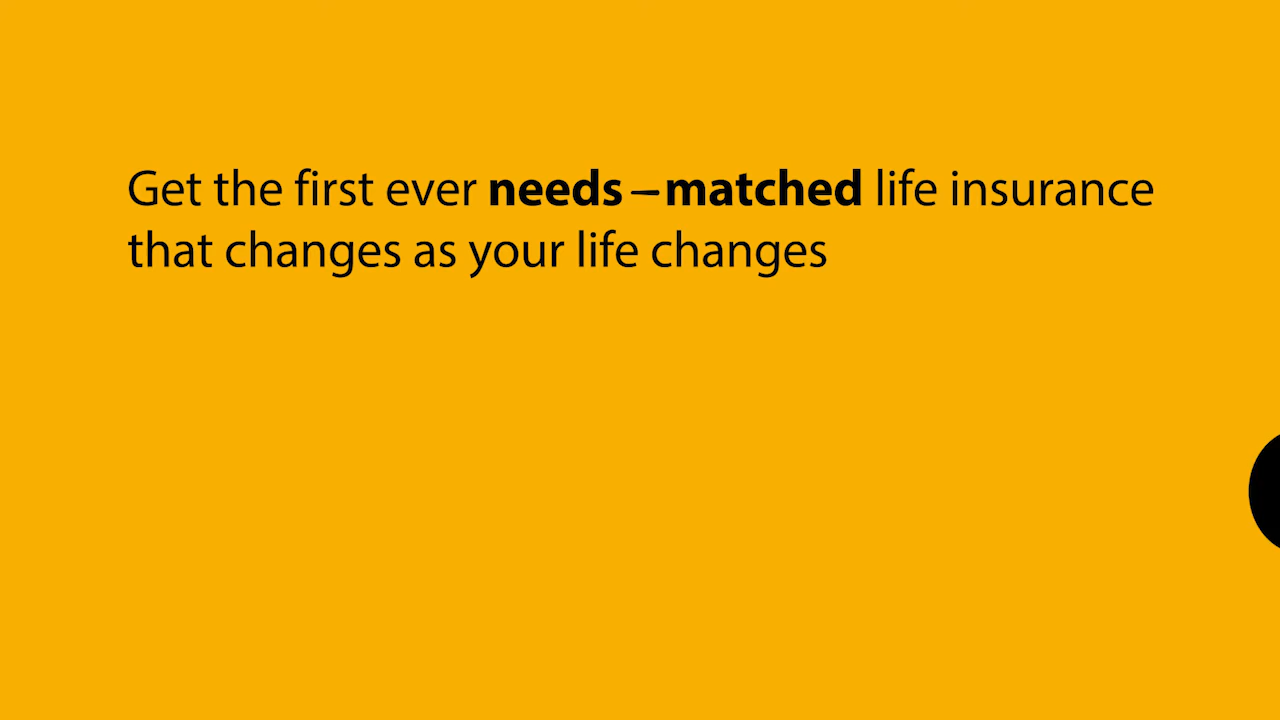 Get the first ever needs–matched life insurance
that changes as your life changes